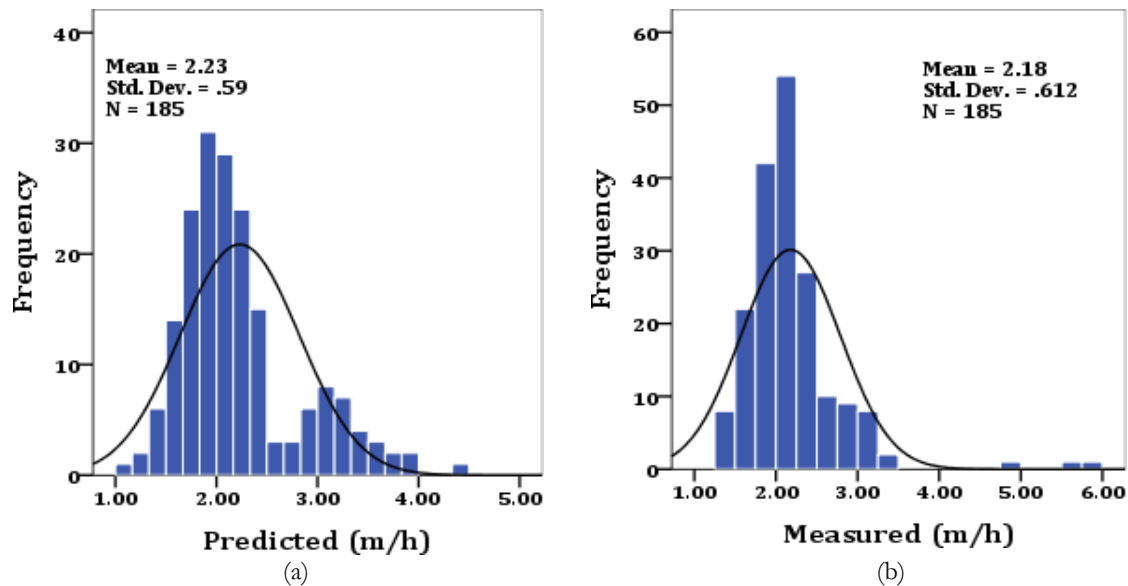 40
30
20
10
0
Frequency
Mean = 2.23
Std. Dev. = .59
N = 185
1.00 2.00 3.00 4.00 5.00
Predicted (m/h)
(a)
60
50
40
30
20
10
0
Frequency
Mean = 2.18
Std. Dev. = .612
N = 185
1.00 2.00 3.00 4.00 5.00 6.00
Measured (m/h)
(b)